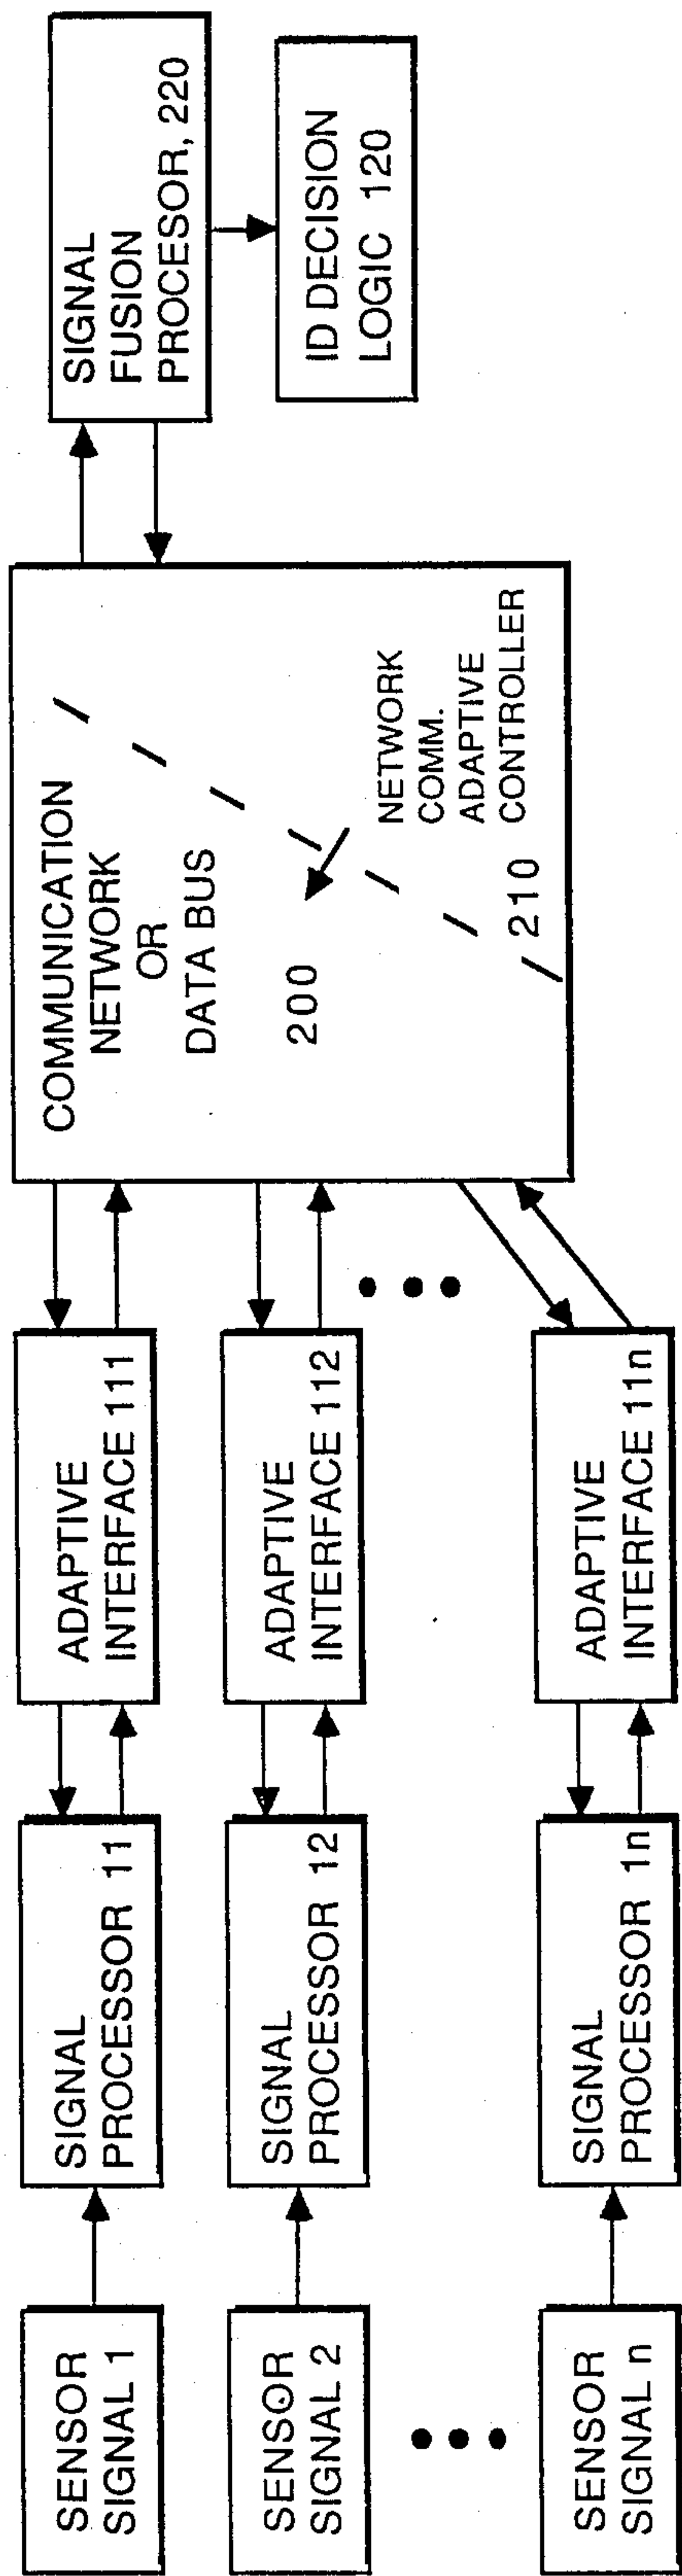 SENSOR
SIGNAL 1
SIGNAL
PROCESSOR 11
ADAPTIVE
INTERFACE 111
SENSOR
SIGNAL 2
SIGNAL
PROCESSOR 12
ADAPTIVE
INTERFACE 112
SENSOR
SIGNAL n
SIGNAL
PROCESSOR 1n
ADAPTIVE
INTERFACE 11n
COMMUNICATION
NETWORK
OR
DATA BUS
200
NETWORK
COMM.
ADAPTIVE
CONTROLLER
210
SIGNAL
FUSION
PROCESOR, 220
ID DECISION
LOGIC 120